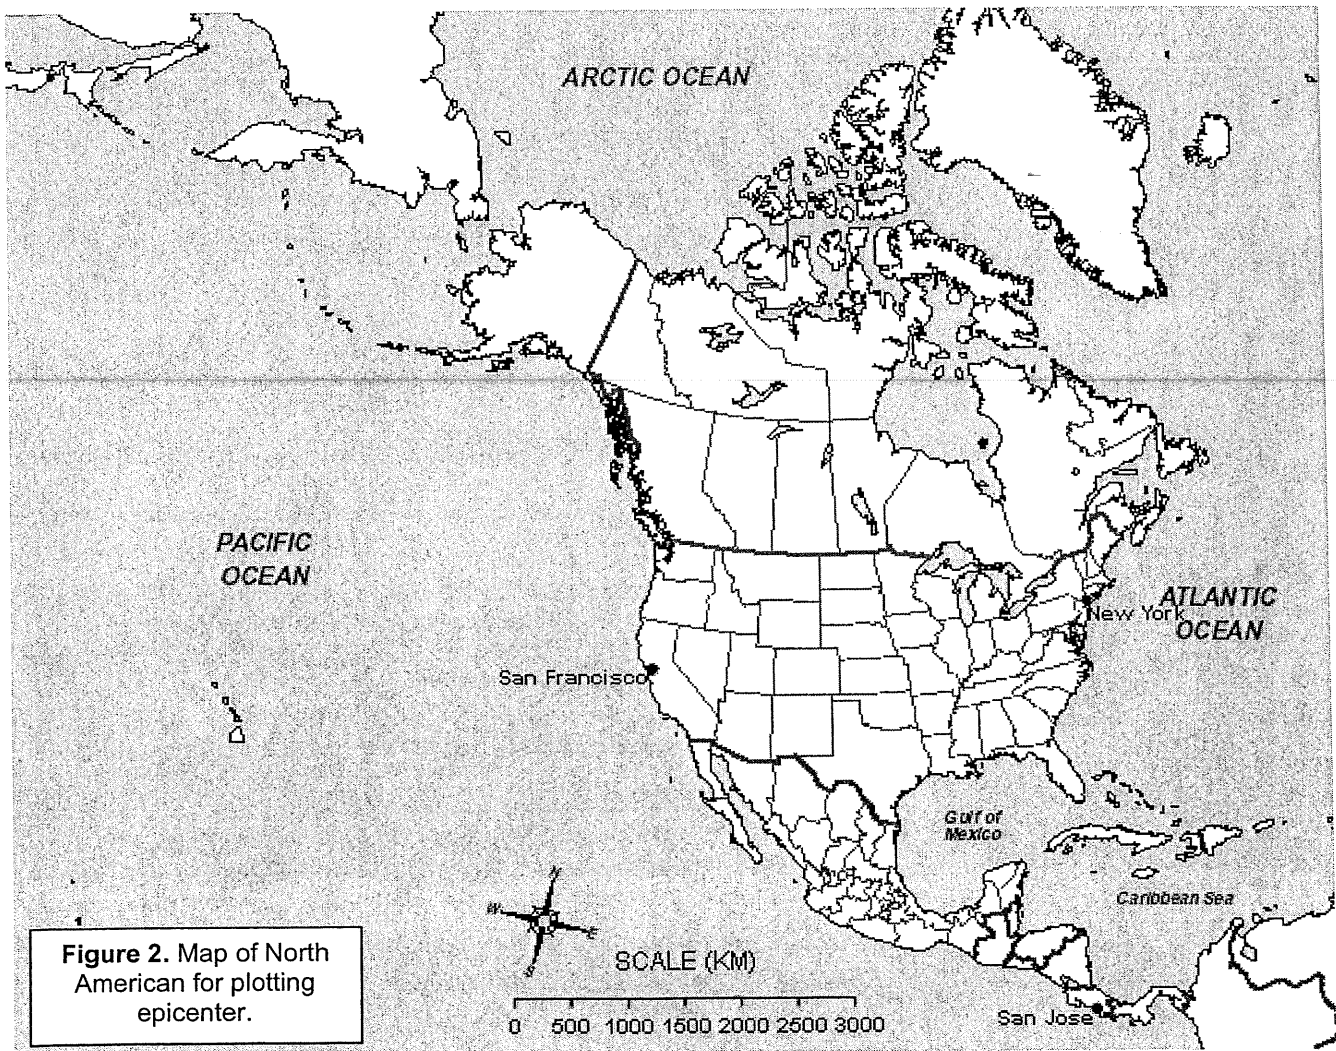 ARCTIC OCEAN
PACIFIC
OCEAN
ATLANTIC
OCEAN
New York
San Francisco
Gulf of
Mexico
Caribbean Sea
N
W
E
S
Figure 2. Map of North
American for plotting
epicenter.
SCALE (KM)
0 500 1000 1500 2000 2500 3000
San Jose